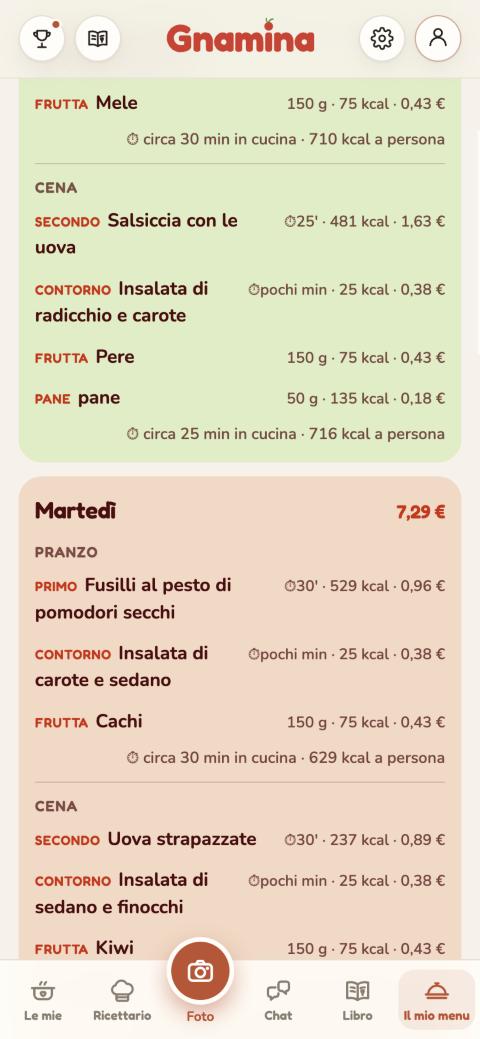 Gnamina
FRUTTA Mele 150 g · 75 kcal · 0,43 €
⏱ circa 30 min in cucina · 710 kcal a persona
CENA
SECONDO Salsiccia con le ⏱25' · 481 kcal · 1,63 €
uova
CONTORNO Insalata di ⏱pochi min · 25 kcal · 0,38 €
radicchio e carote
FRUTTA Pere 150 g · 75 kcal · 0,43 €
PANE pane 50 g · 135 kcal · 0,18 €
⏱ circa 25 min in cucina · 716 kcal a persona
Martedì 7,29 €
PRANZO
PRIMO Fusilli al pesto di ⏱30' · 529 kcal · 0,96 €
pomodori secchi
CONTORNO Insalata di ⏱pochi min · 25 kcal · 0,38 €
carote e sedano
FRUTTA Cachi 150 g · 75 kcal · 0,43 €
⏱ circa 30 min in cucina · 629 kcal a persona
CENA
SECONDO Uova strapazzate ⏱30' · 237 kcal · 0,89 €
CONTORNO Insalata di ⏱pochi min · 25 kcal · 0,38 €
sedano e finocchi
FRUTTA Kiwi 150 g · 75 kcal · 0,43 €
Le mie Ricettario Foto Chat Libro Il mio menu